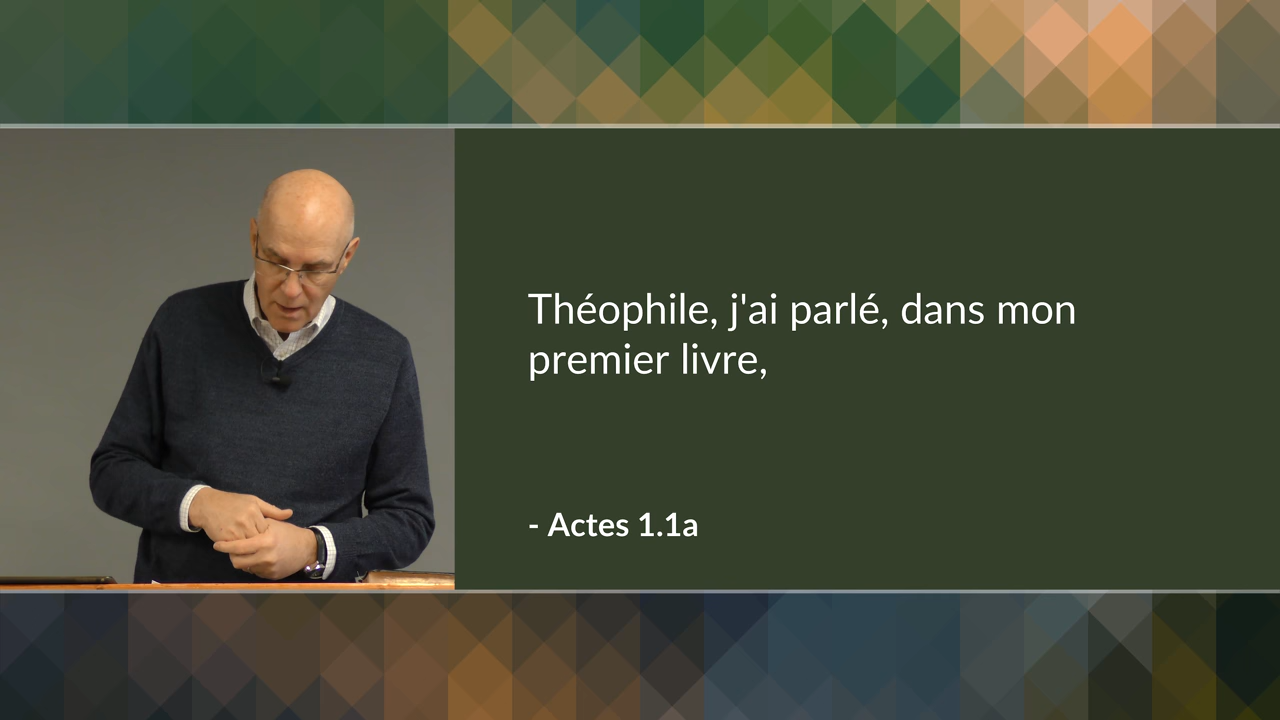 Théophile, j'ai parlé, dans mon
premier livre,
- Actes 1.1a